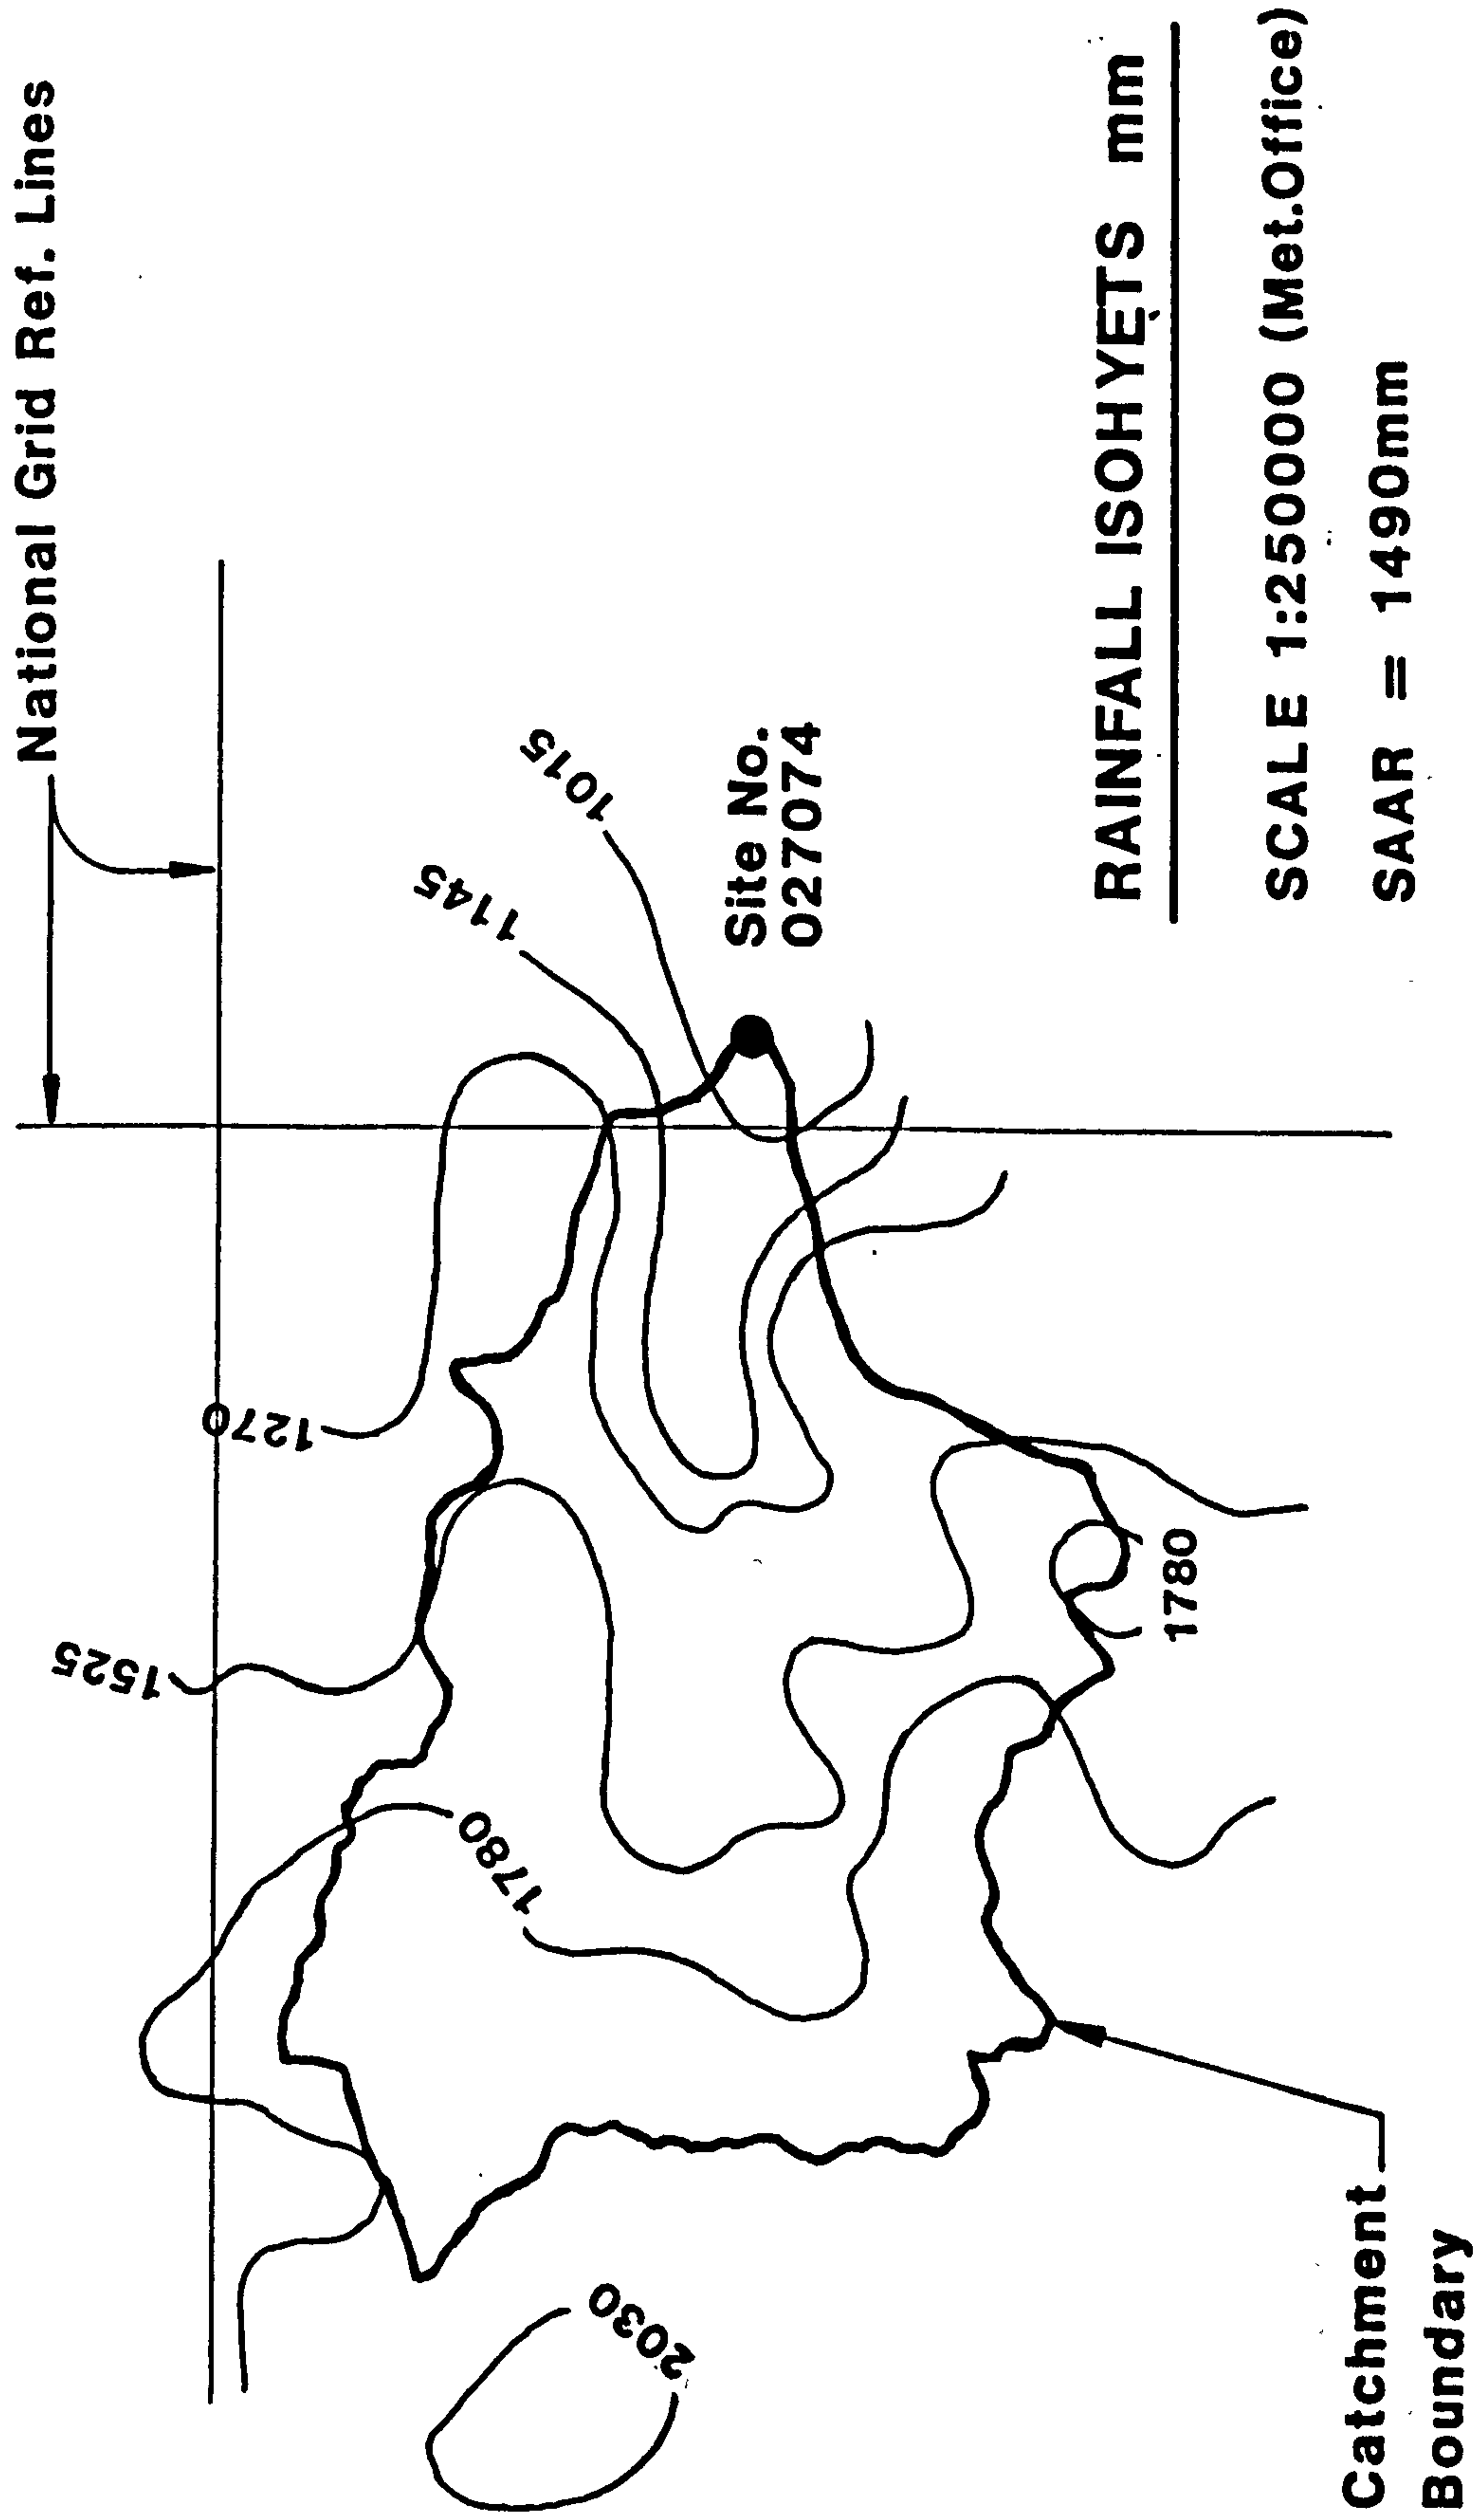 National Grid Ref. Lines
1525
1270
1145
1015
1780
2030
Site No.
027074
1780
RAINFALL ISOHYETS mm
SCALE 1:250000 (Met.Office)
SAAR = 1490mm
Catchment
Boundary